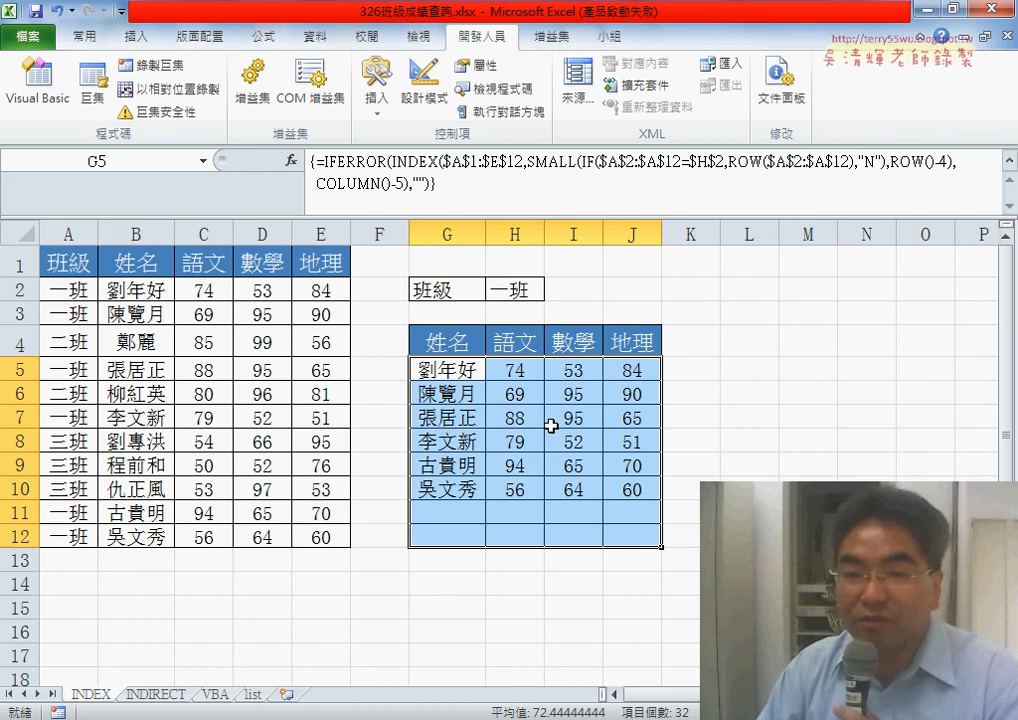 326班級成績查詢.xlsx - Microsoft Excel (產品啟動失敗)
檔案 常用 插入 版面配置 公式 資料 校閱 檢視 開發人員 增益集 小組
http://terry55wu.blogspot.tw
吳清輝老師錄製
Visual Basic 巨集 錄製巨集 以相對位置錄製 巨集安全性 程式碼
增益集 COM 增益集 增益集
插入 設計模式 屬性 檢視程式碼 執行對話方塊 控制項
來源... 對應內容 擴充套件 重新整理資料 匯入 匯出 XML
文件面板 修改
G5 fx {=IFERROR(INDEX($A$1:$E$12,SMALL(IF($A$2:$A$12=$H$2,ROW($A$2:$A$12),"N"),ROW()-4),
COLUMN()-5),"")}
A B C D E F G H I J K L M N O P
1 班級 姓名 語文 數學 地理
2 一班 劉年好 74 53 84 班級 一班
3 一班 陳覽月 69 95 90
4 二班 鄭麗 85 99 56 姓名 語文 數學 地理
5 一班 張居正 88 95 65 劉年好 74 53 84
6 二班 柳紅英 80 96 81 陳覽月 69 95 90
7 一班 李文新 79 52 51 張居正 88 95 65
8 三班 劉專洪 54 66 95 李文新 79 52 51
9 三班 程前和 50 52 76 古貴明 94 65 70
10 三班 仇正風 53 97 53 吳文秀 56 64 60
11 一班 古貴明 94 65 70
12 一班 吳文秀 56 64 60
13
14
15
16
17
18
INDEX INDIRECT VBA list
就緒 平均值: 72.44444444 項目個數: 32